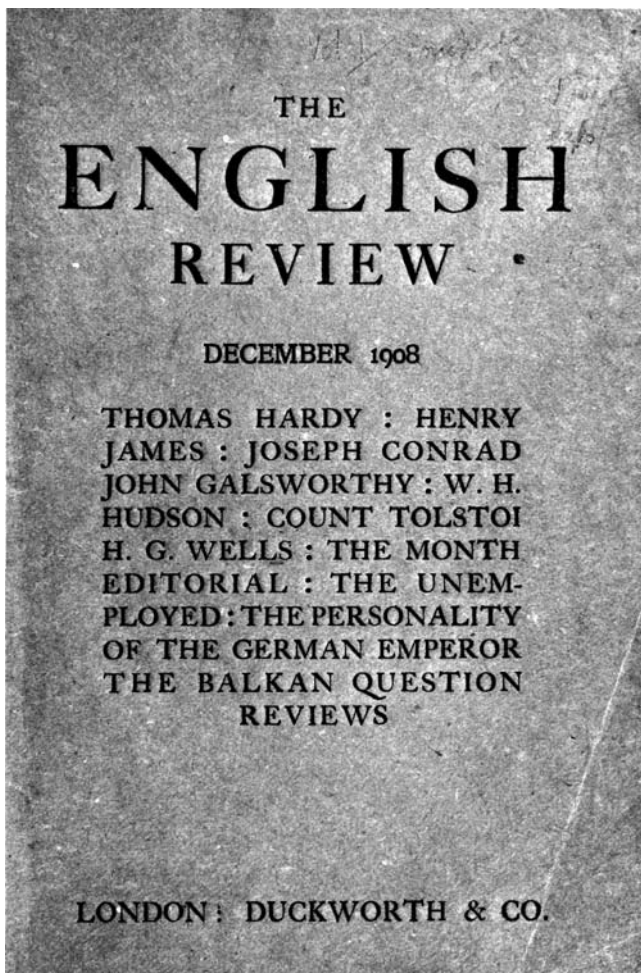 THE
ENGLISH
REVIEW
DECEMBER 1908
THOMAS HARDY : HENRY
JAMES : JOSEPH CONRAD
JOHN GALSWORTHY : W. H.
HUDSON : COUNT TOLSTOI
H. G. WELLS : THE MONTH
EDITORIAL : THE UNEM-
PLOYED : THE PERSONALITY
OF THE GERMAN EMPEROR
THE BALKAN QUESTION
REVIEWS
LONDON : DUCKWORTH & CO.